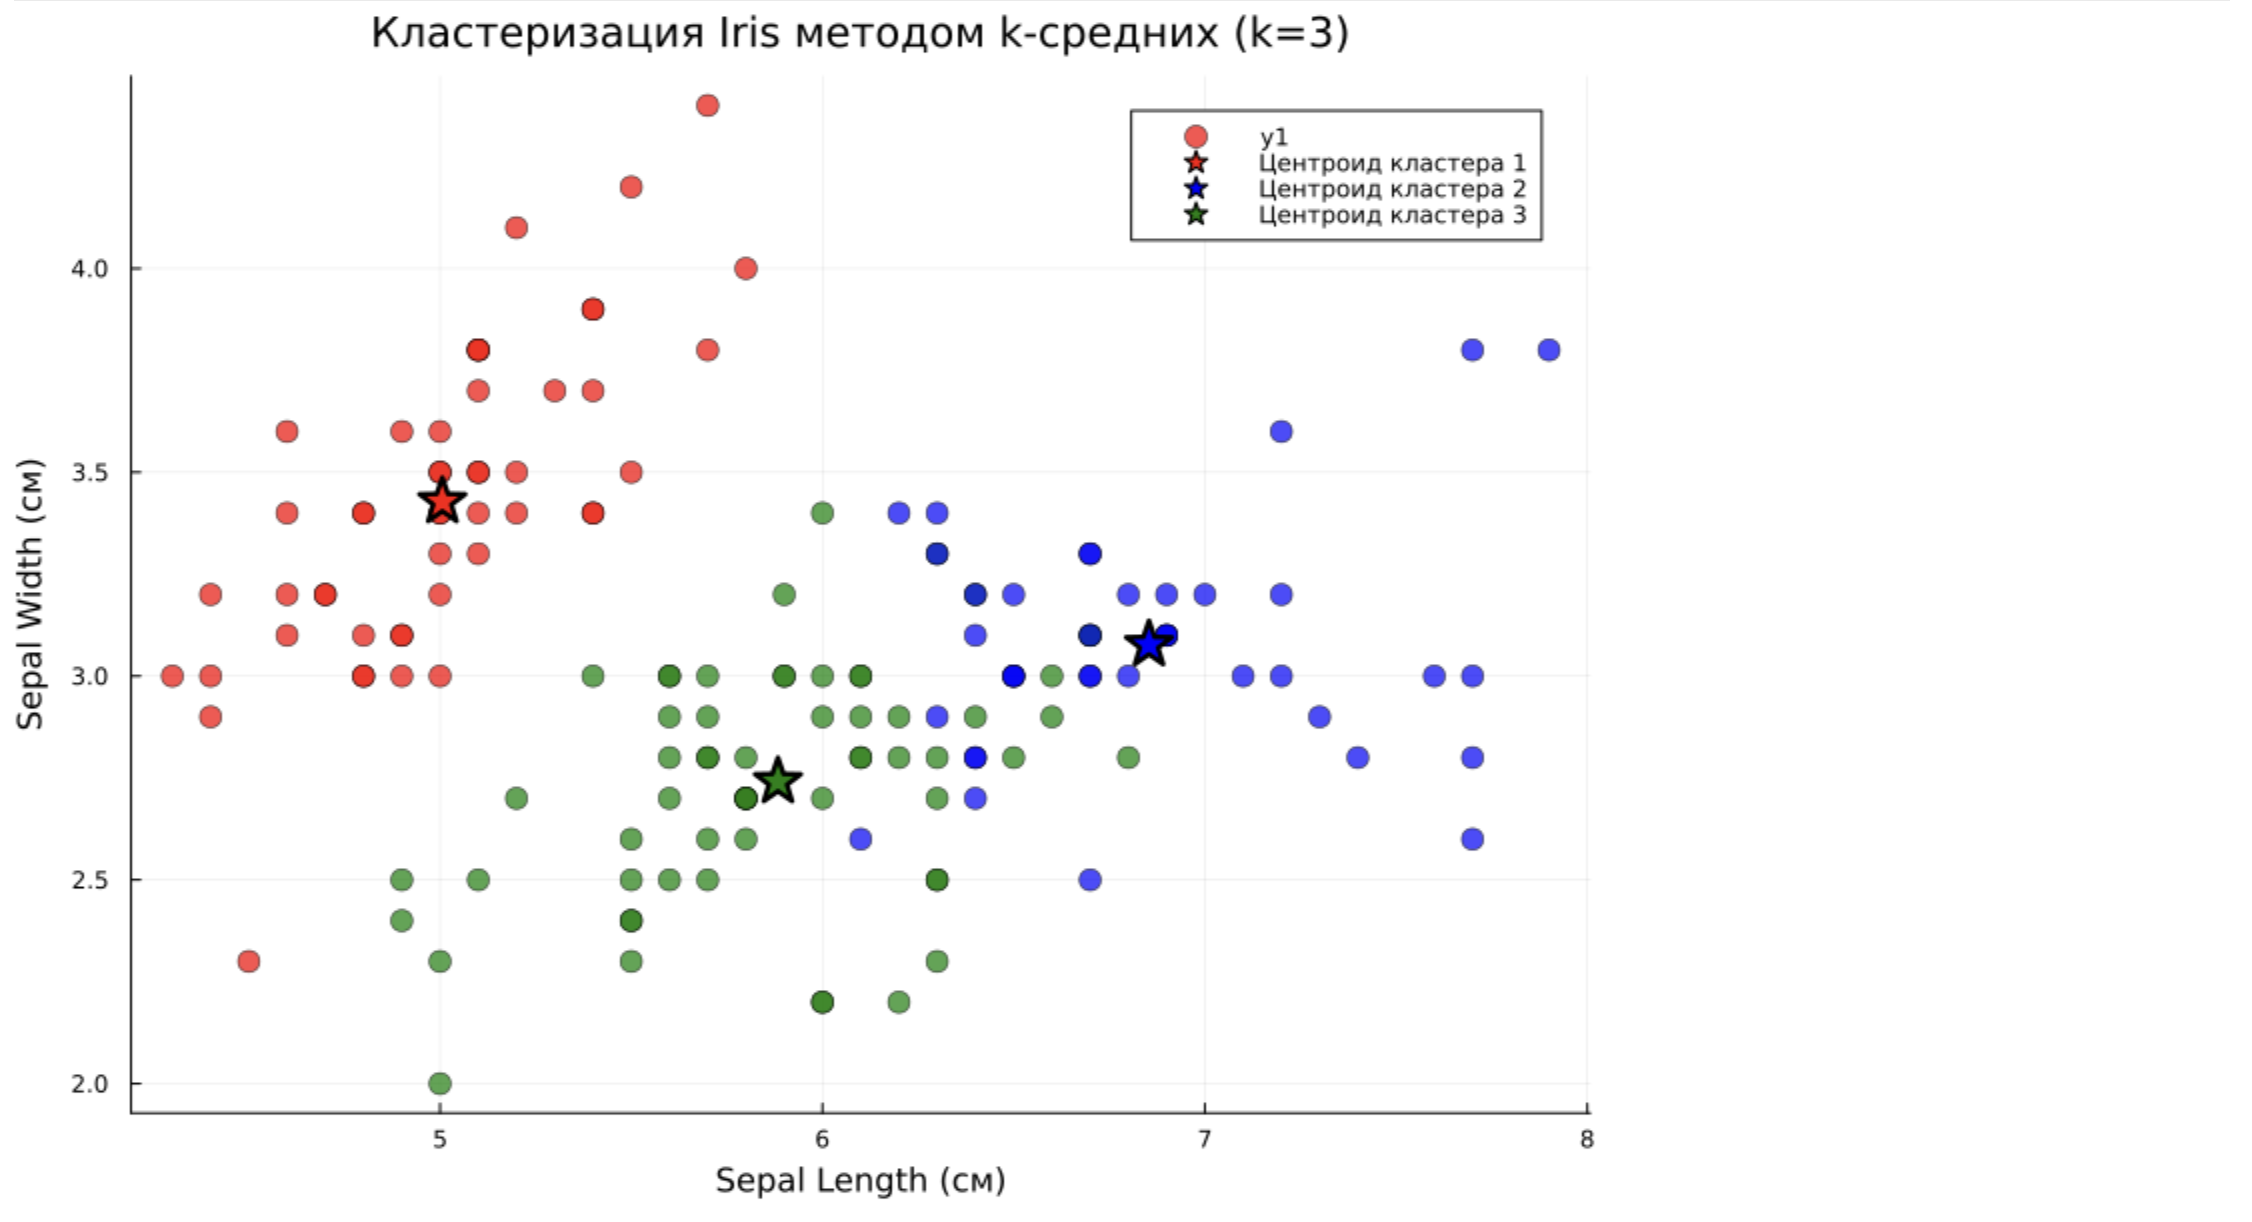 Кластеризация Iris методом k-средних (k=3)
y1
Центроид кластера 1
Центроид кластера 2
Центроид кластера 3
Sepal Width (см)
4.0
3.5
3.0
2.5
2.0
5 6 7 8
Sepal Length (см)